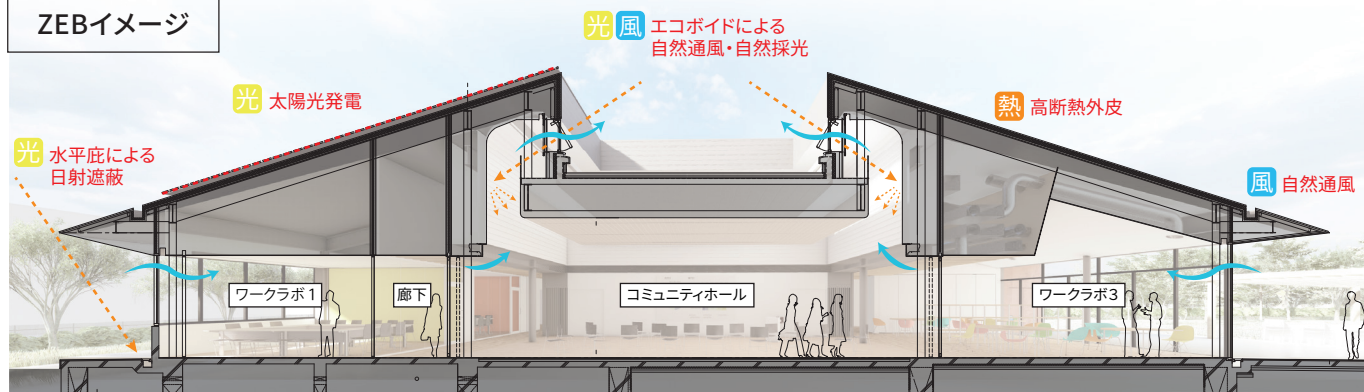 ZEBイメージ
光 風 エコボイドによる
自然通風・自然採光
光 太陽光発電
熱 高断熱外皮
光 水平庇による
日射遮蔽
風 自然通風
ワークラボ1
廊下
コミュニティホール
ワークラボ3